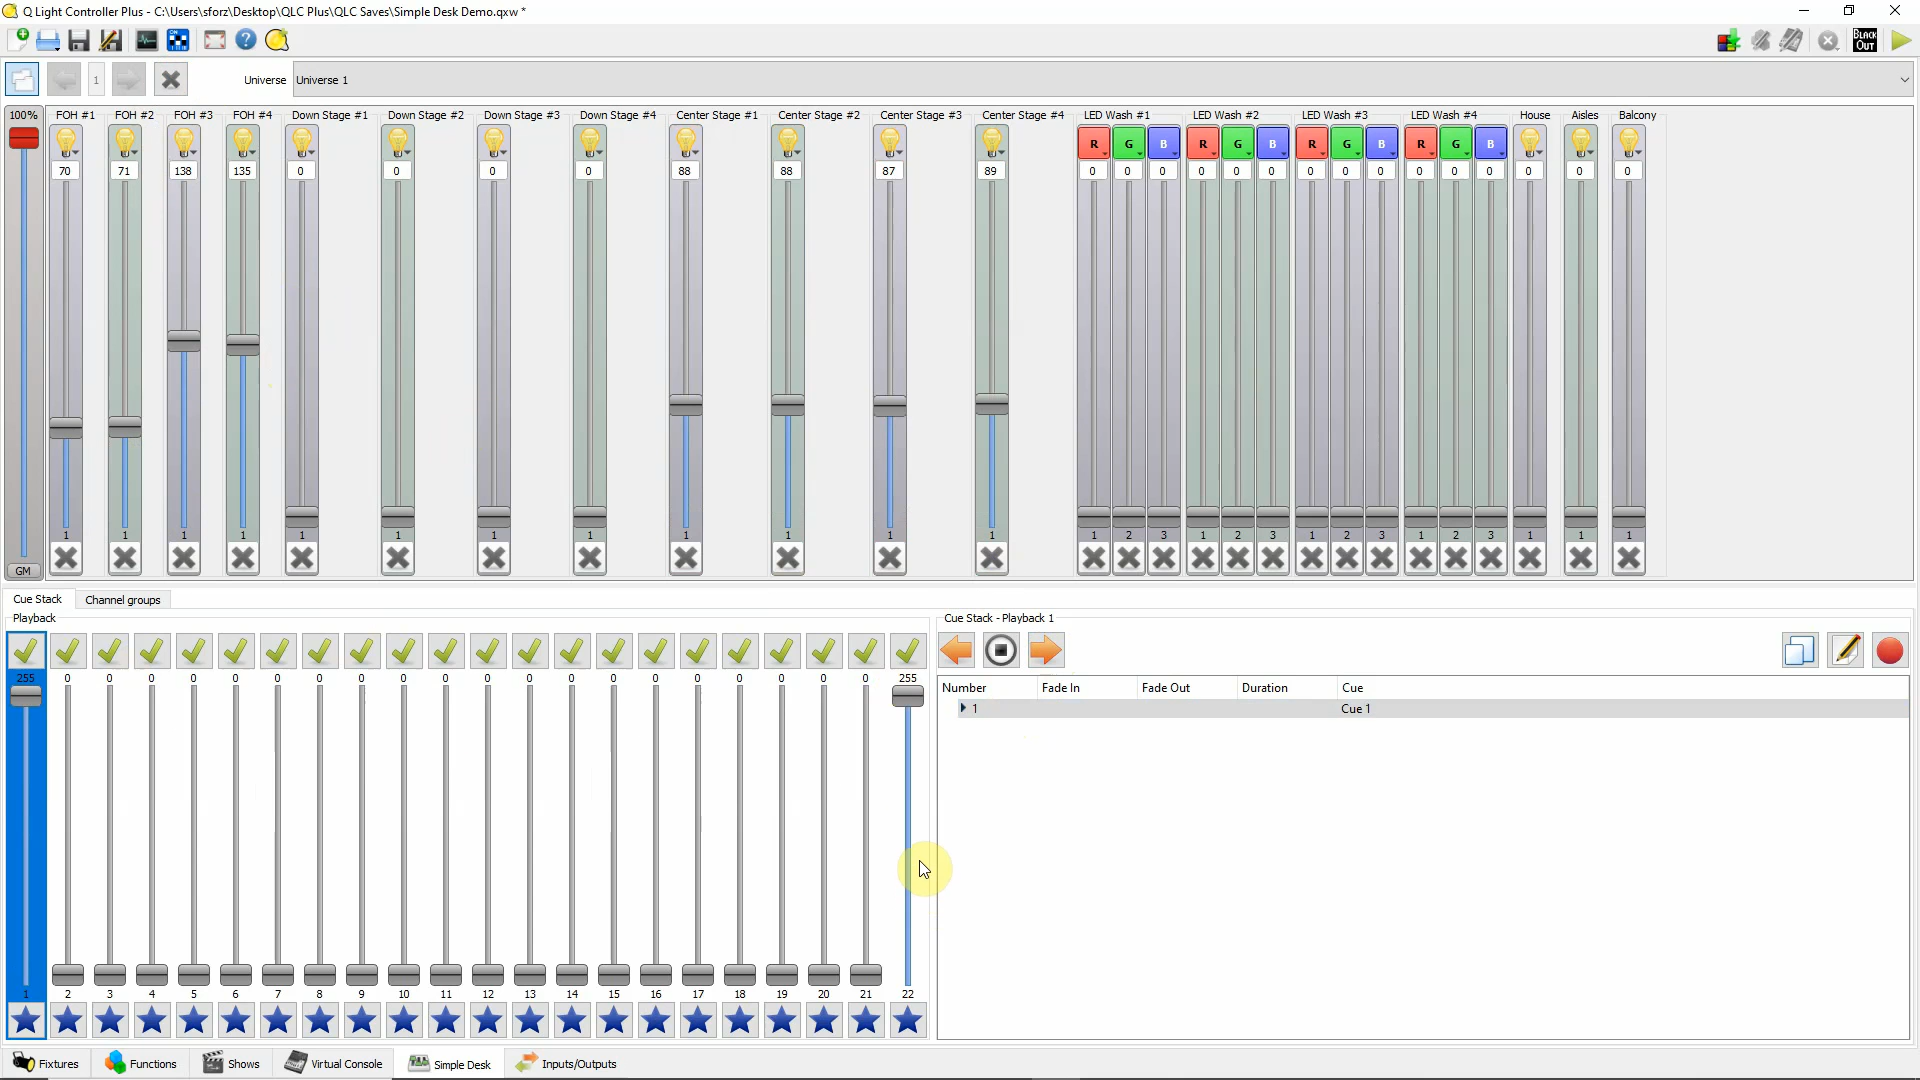 Q Light Controller Plus - C:\Users\sforz\Desktop\QLC Plus\QLC Saves\Simple Desk Demo.qxw *
BLACK OUT
1 Universe Universe 1
100% FOH #1 FOH #2 FOH #3 FOH #4 Down Stage #1 Down Stage #2 Down Stage #3 Down Stage #4 Center Stage #1 Center Stage #2 Center Stage #3 Center Stage #4 LED Wash #1 LED Wash #2 LED Wash #3 LED Wash #4 House Aisles Balcony
R G B R G B R G B R G B
70 71 138 135 0 0 0 0 88 88 87 89 0 0 0 0 0 0 0 0 0 0 0 0 0 0 0
1 1 1 1 1 1 1 1 1 1 1 1 1 2 3 1 2 3 1 2 3 1 2 3 1 1 1
GM
Cue Stack Channel groups
Playback
255 0 0 0 0 0 0 0 0 0 0 0 0 0 0 0 0 0 0 0 0 255
1 2 3 4 5 6 7 8 9 10 11 12 13 14 15 16 17 18 19 20 21 22
Cue Stack - Playback 1
Number Fade In Fade Out Duration Cue
1 Cue 1
Fixtures Functions Shows Virtual Console Simple Desk Inputs/Outputs